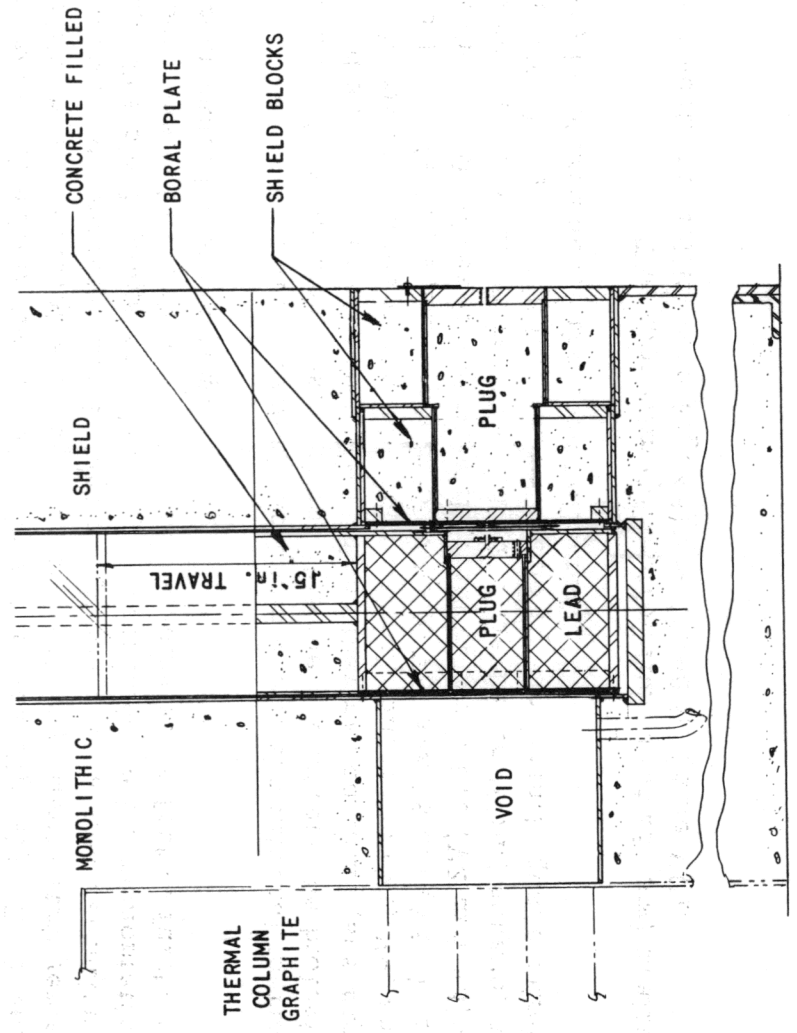 CONCRETE FILLED
BORAL PLATE
SHIELD BLOCKS
MONOLITHIC
SHIELD
15 in.
TRAVEL
PLUG
PLUG
LEAD
VOID
THERMAL
COLUMN
GRAPHITE